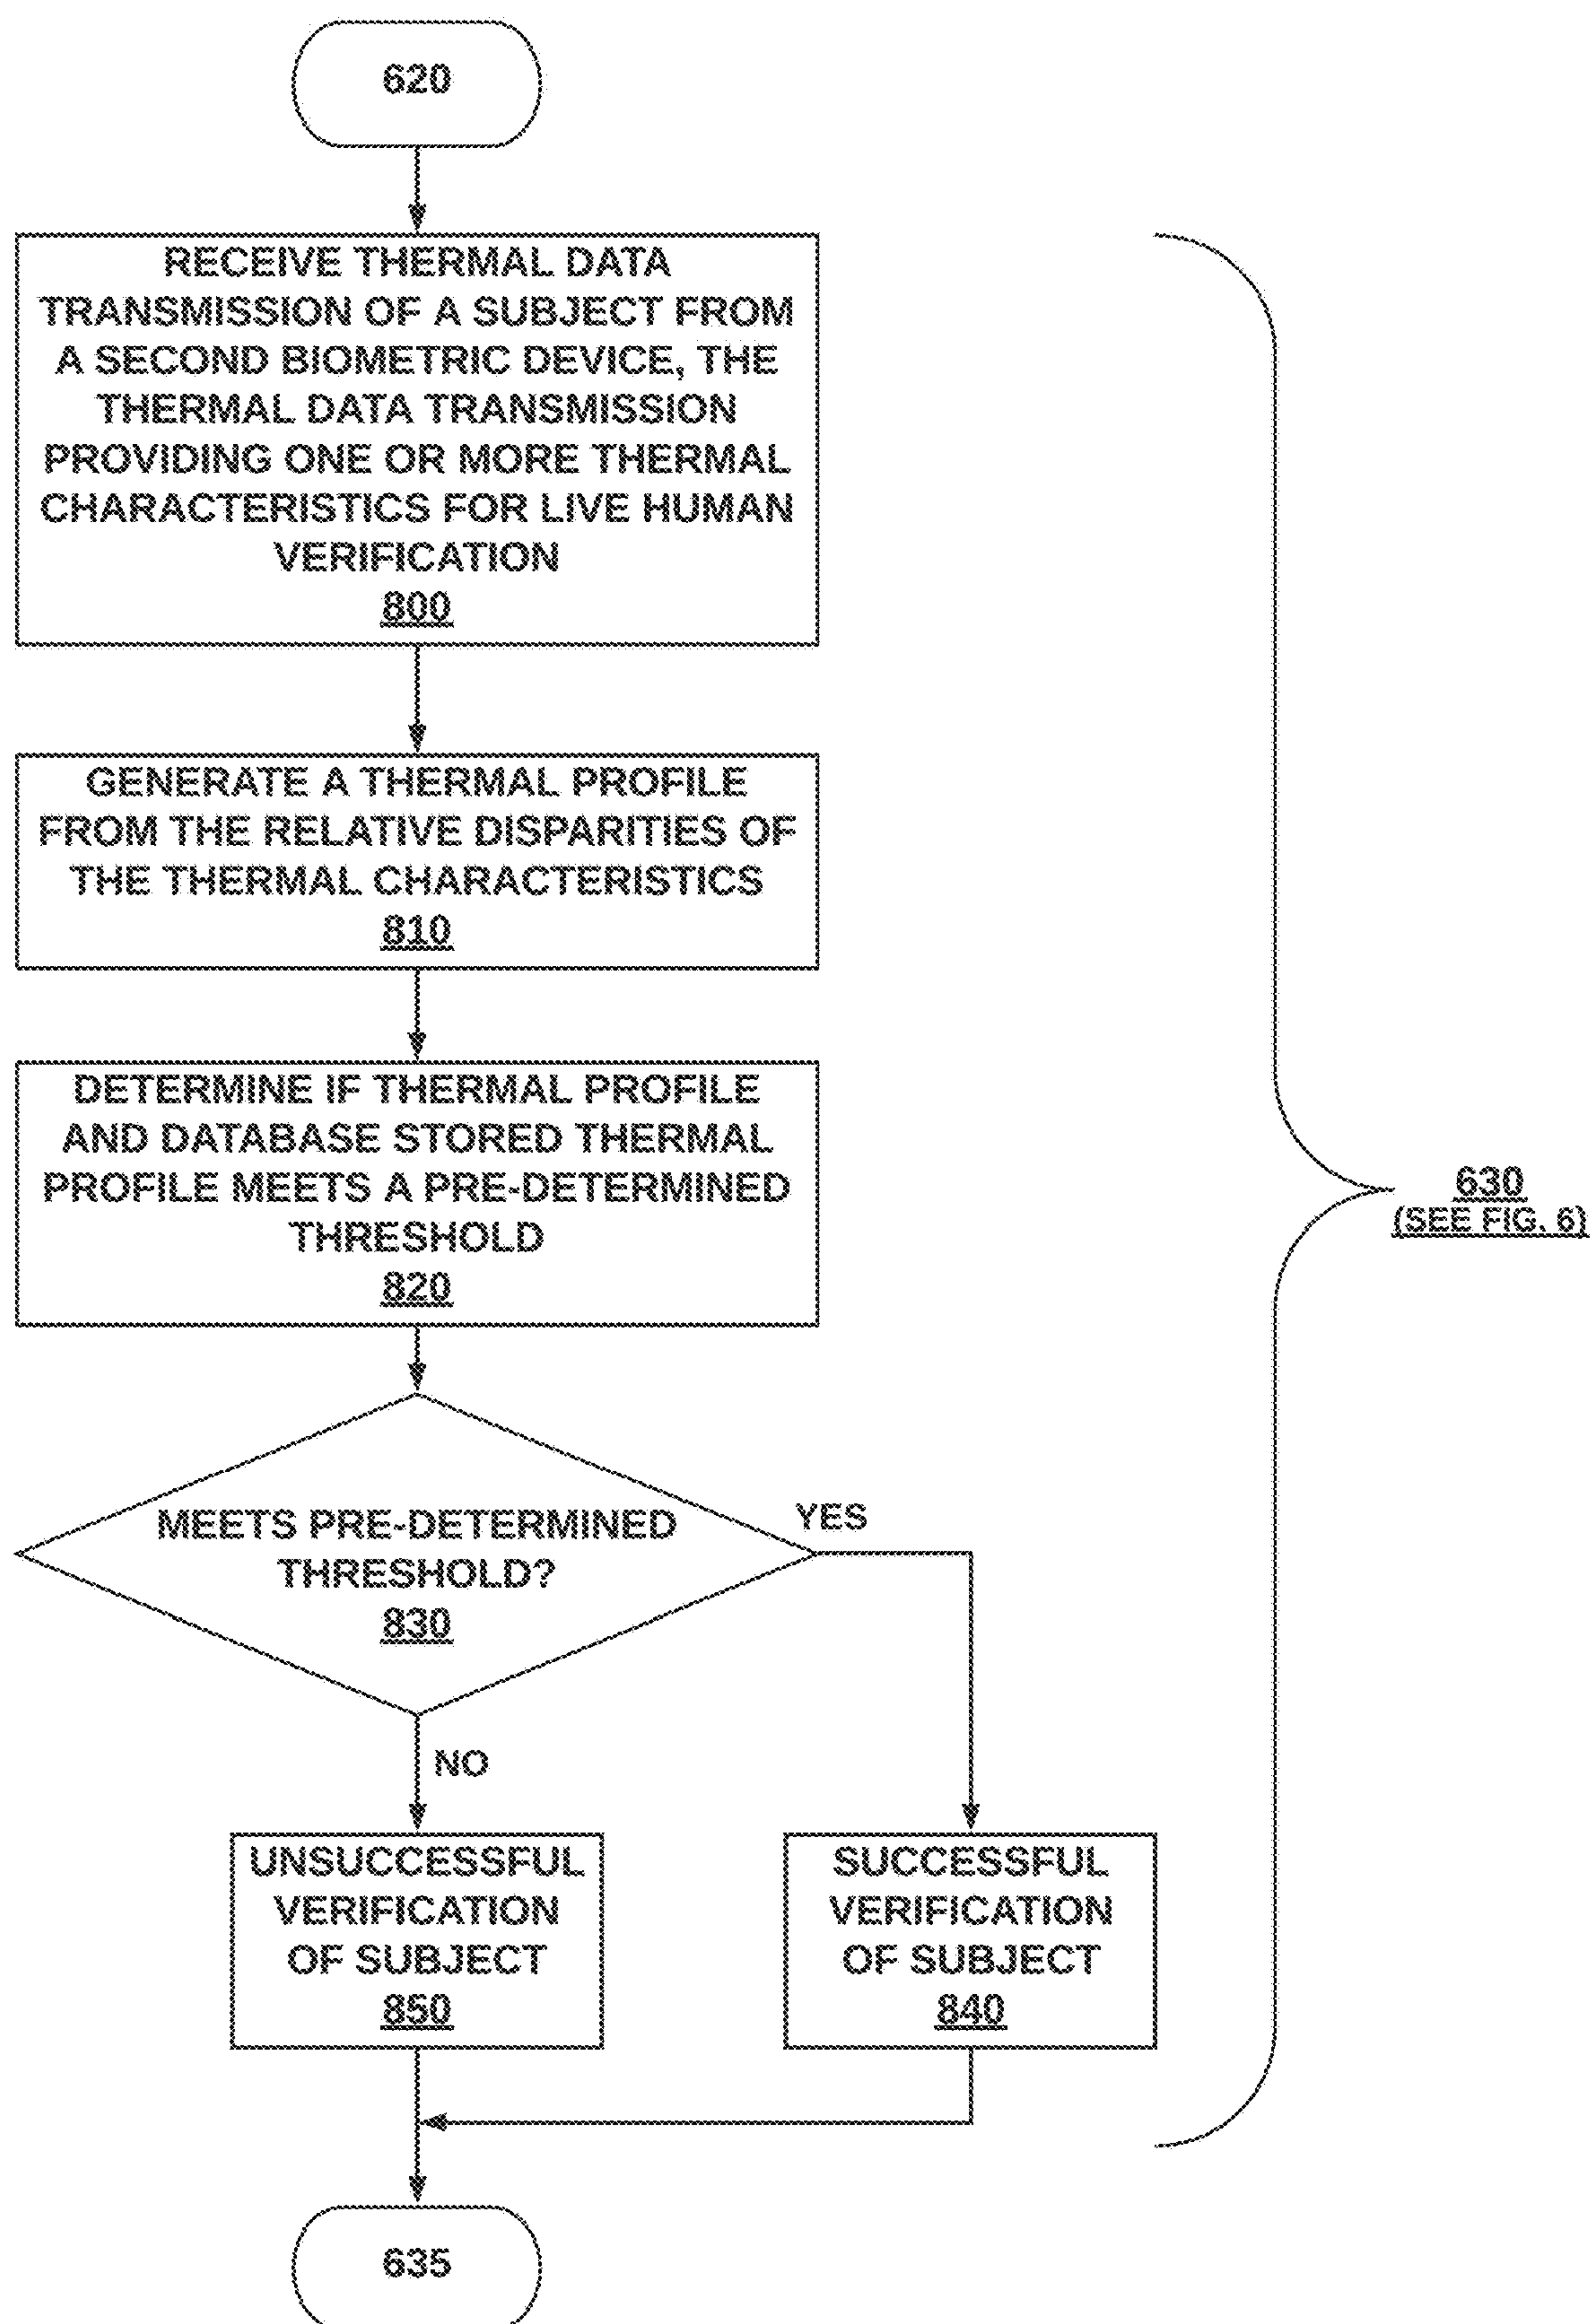 620
RECEIVE THERMAL DATA
TRANSMISSION OF A SUBJECT FROM
A SECOND BIOMETRIC DEVICE, THE
THERMAL DATA TRANSMISSION
PROVIDING ONE OR MORE THERMAL
CHARACTERISTICS FOR LIVE HUMAN
VERIFICATION
800
GENERATE A THERMAL PROFILE
FROM THE RELATIVE DISPARITIES OF
THE THERMAL CHARACTERISTICS
810
DETERMINE IF THERMAL PROFILE
AND DATABASE STORED THERMAL
PROFILE MEETS A PRE-DETERMINED
THRESHOLD
820
630
(SEE FIG. 6)
MEETS PRE-DETERMINED
THRESHOLD?
830
YES
NO
UNSUCCESSFUL
VERIFICATION
OF SUBJECT
850
SUCCESSFUL
VERIFICATION
OF SUBJECT
840
635